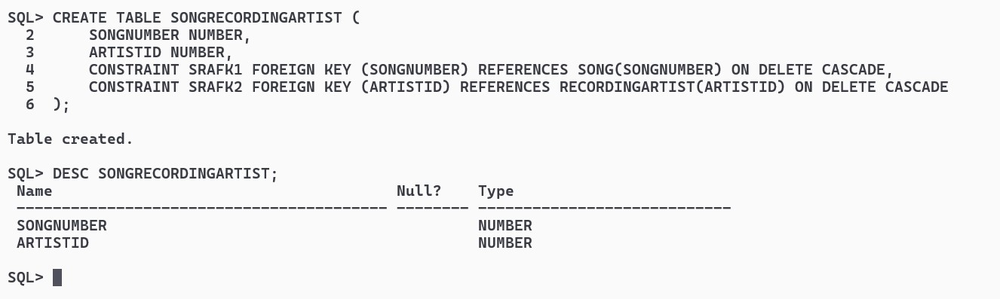 SQL> CREATE TABLE SONGRECORDINGARTIST (
  2      SONGNUMBER NUMBER,
  3      ARTISTID NUMBER,
  4      CONSTRAINT SRAFK1 FOREIGN KEY (SONGNUMBER) REFERENCES SONG(SONGNUMBER) ON DELETE CASCADE,
  5      CONSTRAINT SRAFK2 FOREIGN KEY (ARTISTID) REFERENCES RECORDINGARTIST(ARTISTID) ON DELETE CASCADE
  6  );
Table created.
SQL> DESC SONGRECORDINGARTIST;
 Name                                      Null?    Type
 ----------------------------------------- -------- ----------------------------
 SONGNUMBER                                         NUMBER
 ARTISTID                                           NUMBER
SQL>